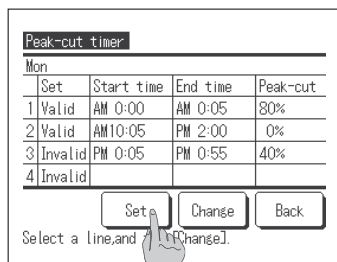 Peak-cut timer
Mon
Set Start time End time Peak-cut
1 Valid AM 0:00 AM 0:05 80%
2 Valid AM10:05 PM 2:00 0%
3 Invalid PM 0:05 PM 0:55 40%
4 Invalid
Set Change Back
Select a line,and [Change].